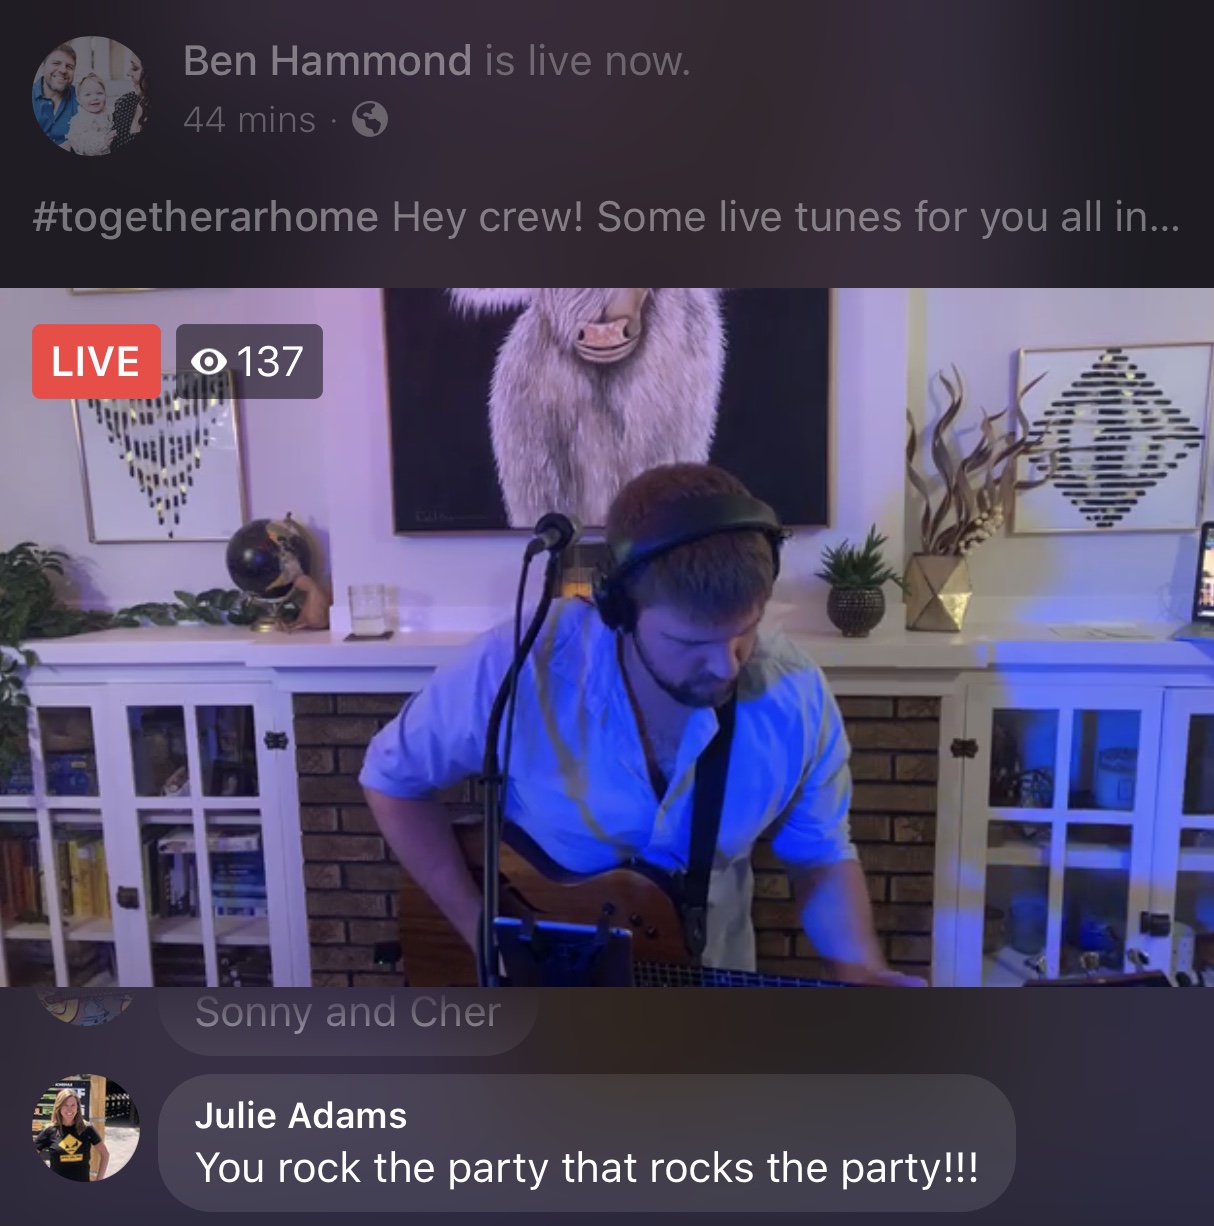 Ben Hammond is live now.
44 mins ·
#togetherarhome Hey crew! Some live tunes for you all in...
LIVE
137
Sonny and Cher
Julie Adams
You rock the party that rocks the party!!!